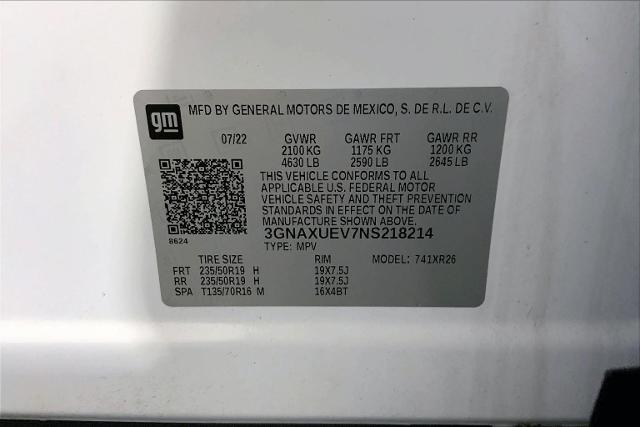 gm
MFD BY GENERAL MOTORS DE MEXICO, S. DE R.L. DE C.V.
07/22 GVWR GAWR FRT GAWR RR
2100 KG 1175 KG 1200 KG
4630 LB 2590 LB 2645 LB
THIS VEHICLE CONFORMS TO ALL
APPLICABLE U.S. FEDERAL MOTOR
VEHICLE SAFETY AND THEFT PREVENTION
STANDARDS IN EFFECT ON THE DATE OF
MANUFACTURE SHOWN ABOVE.
8624
3GNAXUEV7NS218214
TYPE: MPV
TIRE SIZE RIM MODEL: 741XR26
FRT 235/50R19 H 19X7.5J
RR 235/50R19 H 19X7.5J
SPA T135/70R16 M 16X4BT